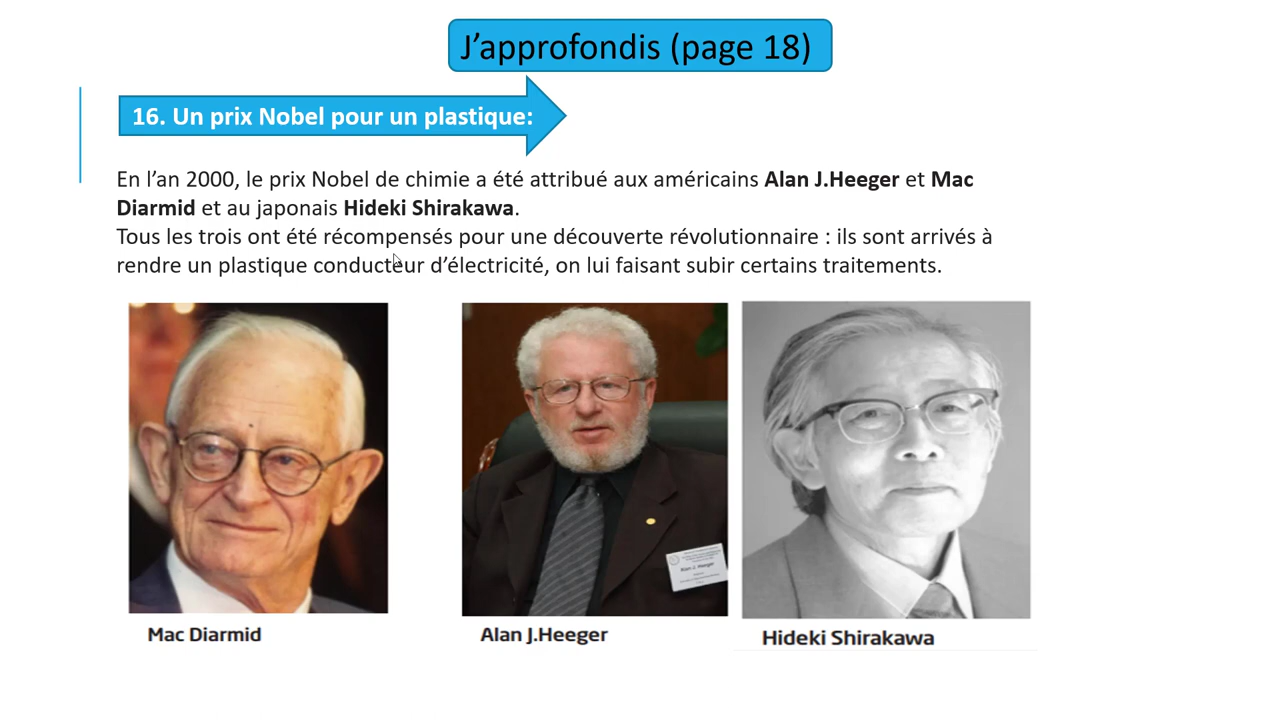 J’approfondis (page 18)
16. Un prix Nobel pour un plastique:
En l’an 2000, le prix Nobel de chimie a été attribué aux américains Alan J.Heeger et Mac
Diarmid et au japonais Hideki Shirakawa.
Tous les trois ont été récompensés pour une découverte révolutionnaire : ils sont arrivés à
rendre un plastique conducteur d’électricité, on lui faisant subir certains traitements.
Alan J. Heeger
Mac Diarmid
Alan J.Heeger
Hideki Shirakawa